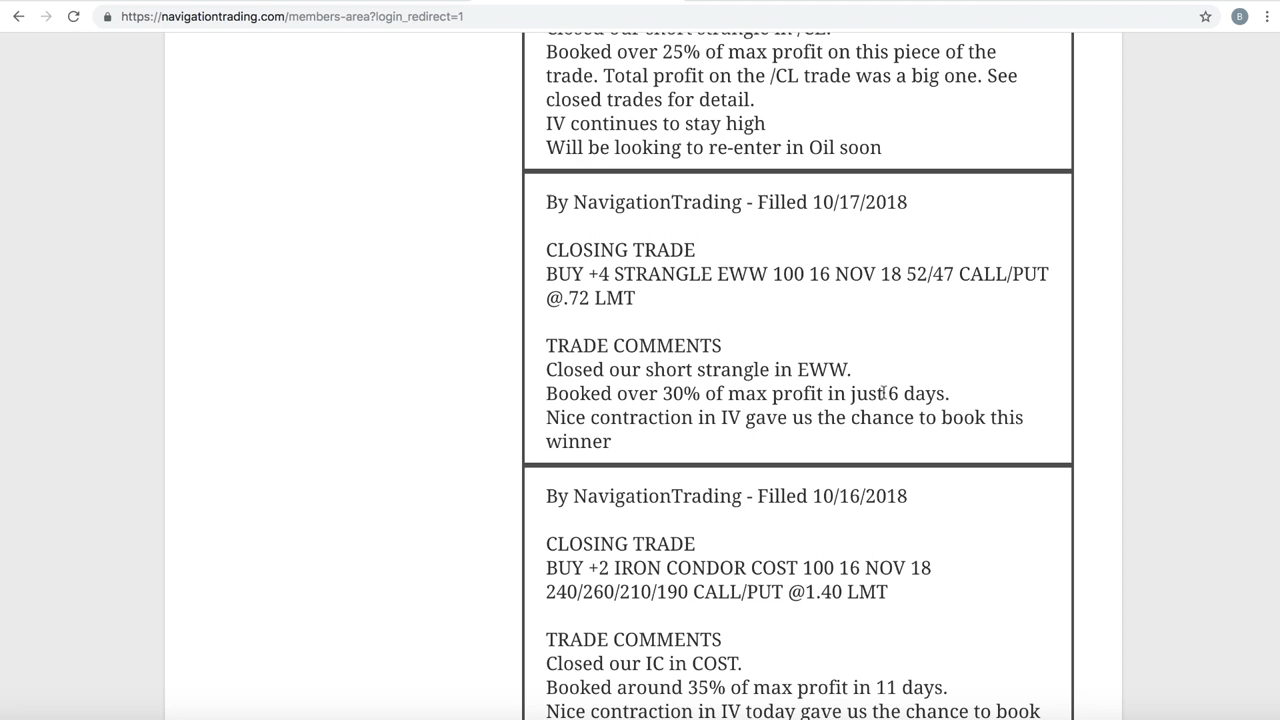 https://navigationtrading.com/members-area?login_redirect=1
B
Closed our short strangle in /CL.
Booked over 25% of max profit on this piece of the
trade. Total profit on the /CL trade was a big one. See
closed trades for detail.
IV continues to stay high
Will be looking to re-enter in Oil soon
By NavigationTrading - Filled 10/17/2018
CLOSING TRADE
BUY +4 STRANGLE EWW 100 16 NOV 18 52/47 CALL/PUT
@.72 LMT
TRADE COMMENTS
Closed our short strangle in EWW.
Booked over 30% of max profit in just 6 days.
Nice contraction in IV gave us the chance to book this
winner
By NavigationTrading - Filled 10/16/2018
CLOSING TRADE
BUY +2 IRON CONDOR COST 100 16 NOV 18
240/260/210/190 CALL/PUT @1.40 LMT
TRADE COMMENTS
Closed our IC in COST.
Booked around 35% of max profit in 11 days.
Nice contraction in IV today gave us the chance to book